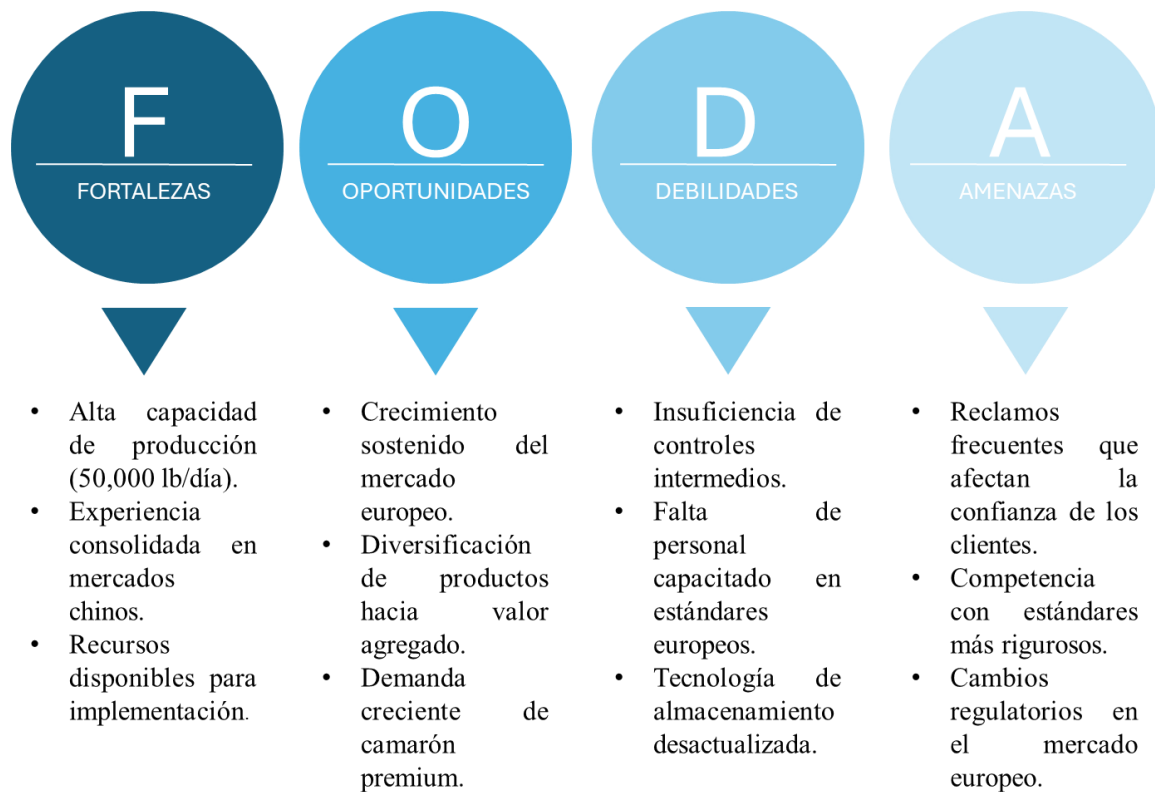 F
FORTALEZAS
• Alta capacidad
de producción
(50,000 lb/día).
• Experiencia
consolidada en
mercados
chinos.
• Recursos
disponibles para
implementación.
O
OPORTUNIDADES
• Crecimiento
sostenido del
mercado
europeo.
• Diversificación
de productos
hacia valor
agregado.
• Demanda
creciente de
camarón
premium.
D
DEBILIDADES
• Insuficiencia de
controles
intermedios.
• Falta de
personal
capacitado en
estándares
europeos.
• Tecnología de
almacenamiento
desactualizada.
A
AMENAZAS
• Reclamos
frecuentes que
afectan la
confianza de los
clientes.
• Competencia
con estándares
más rigurosos.
• Cambios
regulatorios en
el mercado
europeo.